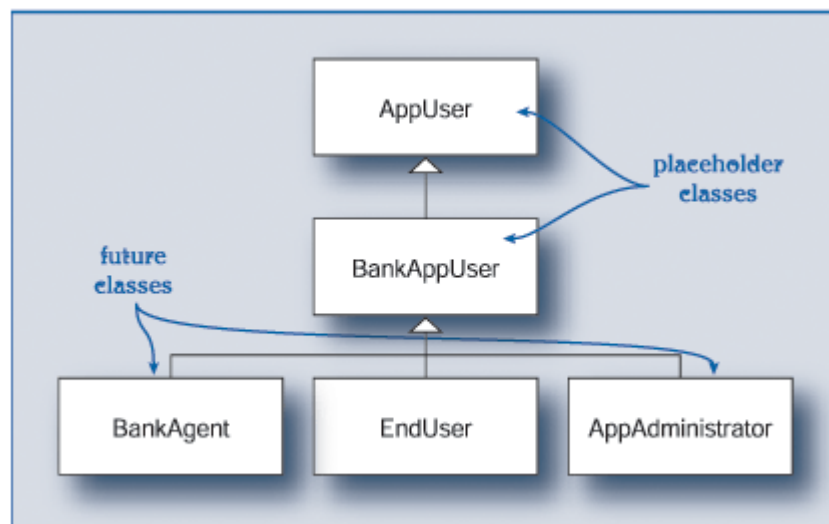 AppUser
placeholder
classes
BankAppUser
future
classes
BankAgent
EndUser
AppAdministrator